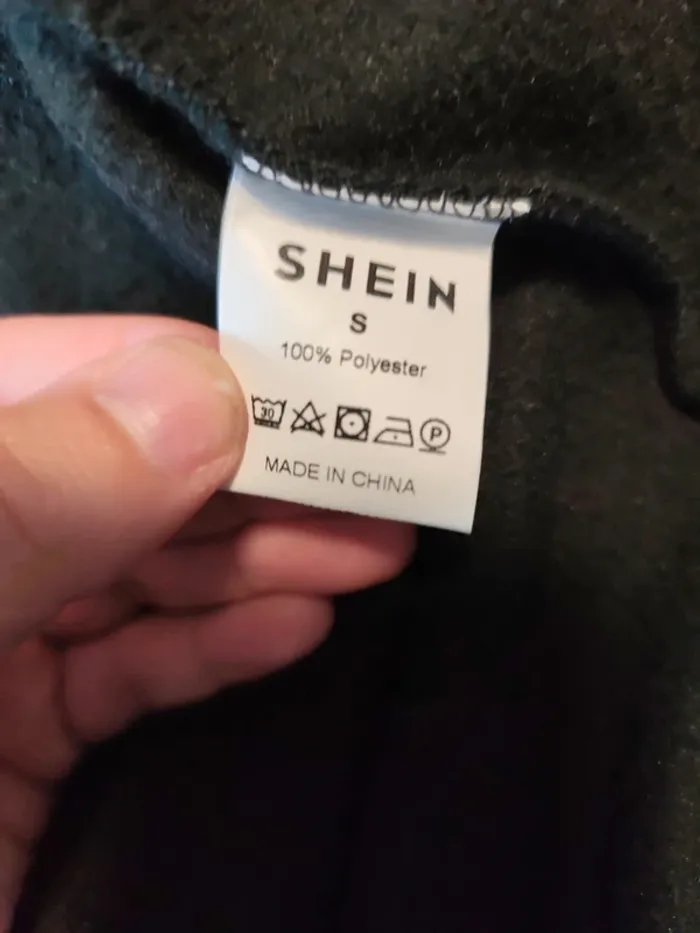 SHEIN
S
100% Polyester
30 P
MADE IN CHINA